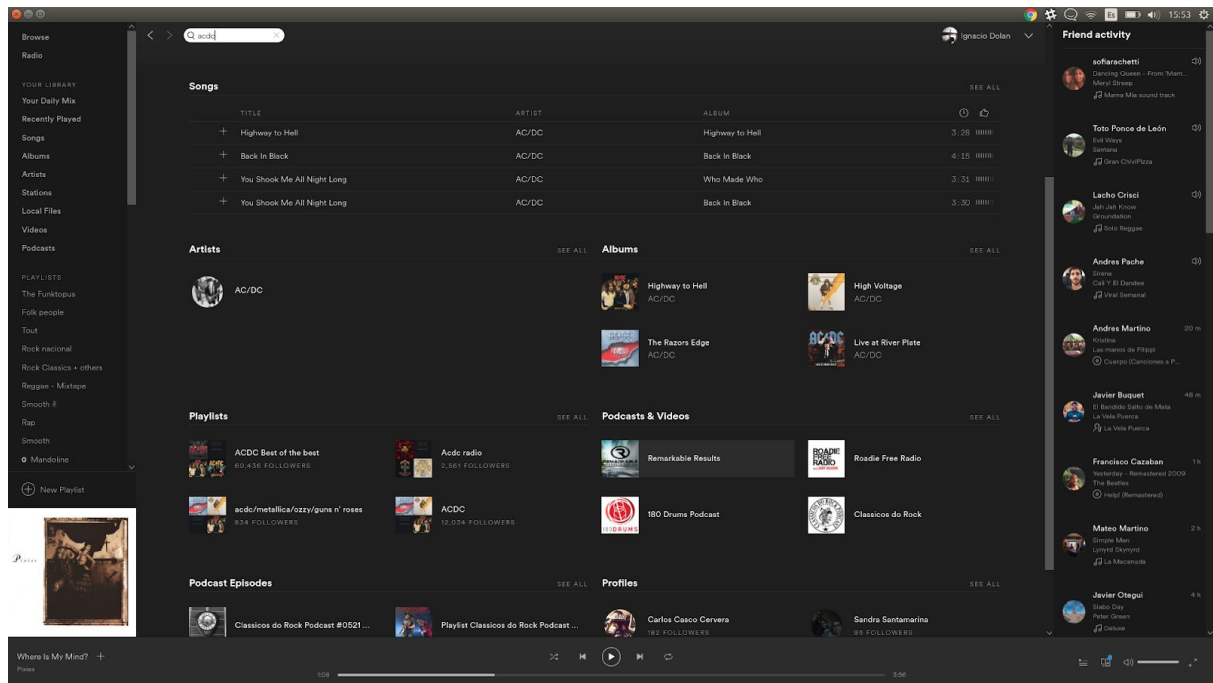 Es 15:53
Browse
Radio
YOUR LIBRARY
Your Daily Mix
Recently Played
Songs
Albums
Artists
Stations
Local Files
Videos
Podcasts
PLAYLISTS
The Funktopus
Folk people
Tout
Rock nacional
Rock Classics + others
Reggae - Mixtape
Smooth //
Rap
Smooth
Mandoline
New Playlist
Pixies
acdc
Ignacio Dolan
Songs SEE ALL
TITLE ARTIST ALBUM
Highway to Hell AC/DC Highway to Hell 3:28
Back In Black AC/DC Back In Black 4:15
You Shook Me All Night Long AC/DC Who Made Who 3:31
You Shook Me All Night Long AC/DC Back In Black 3:30
Artists SEE ALL
AC/DC
Albums SEE ALL
Highway to Hell
AC/DC
High Voltage
AC/DC
The Razors Edge
AC/DC
AC/DC
Live at River Plate
AC/DC
Playlists SEE ALL
ACDC Best of the best
60,436 FOLLOWERS
Acdc radio
2,561 FOLLOWERS
acdc/metallica/ozzy/guns n' roses
834 FOLLOWERS
ACDC
12,034 FOLLOWERS
Podcasts & Videos SEE ALL
REMARKABLE
Remarkable Results
ROADIE
FREE
RADIO
Roadie Free Radio
180DRUMS
180 Drums Podcast
Classicos do Rock
Podcast Episodes SEE ALL
Classicos do Rock Podcast #0521 ...
Playlist Classicos do Rock Podcast ...
Profiles SEE ALL
Carlos Casco Cervera
182 FOLLOWERS
Sandra Santamarina
95 FOLLOWERS
Friend activity
sofiarachetti
Dancing Queen - From 'Mam...
Meryl Streep
Mama Mia sound track
Toto Ponce de León
Evil Ways
Santana
Gran ChiviPizza
Lacho Crisci
Jah Jah Know
Groundation
Solo Reggae
Andres Pache
Sirena
Cali Y El Dandee
Viral Semanal
Andres Martino 20 m
Kristina
Las manos de Filippi
Cuerpo (Canciones a P...
Javier Buquet 48 m
El Bandido Salto de Mata
La Vela Puerca
La Vela Puerca
Francisco Cazaban 1 h
Yesterday - Remastered 2009
The Beatles
Help! (Remastered)
Mateo Martino 2 h
Simple Man
Lynyrd Skynyrd
La Macanuda
Javier Otegui 4 h
Slabo Day
Peter Green
Deluxe
Where Is My Mind?
Pixies
1:08 3:56